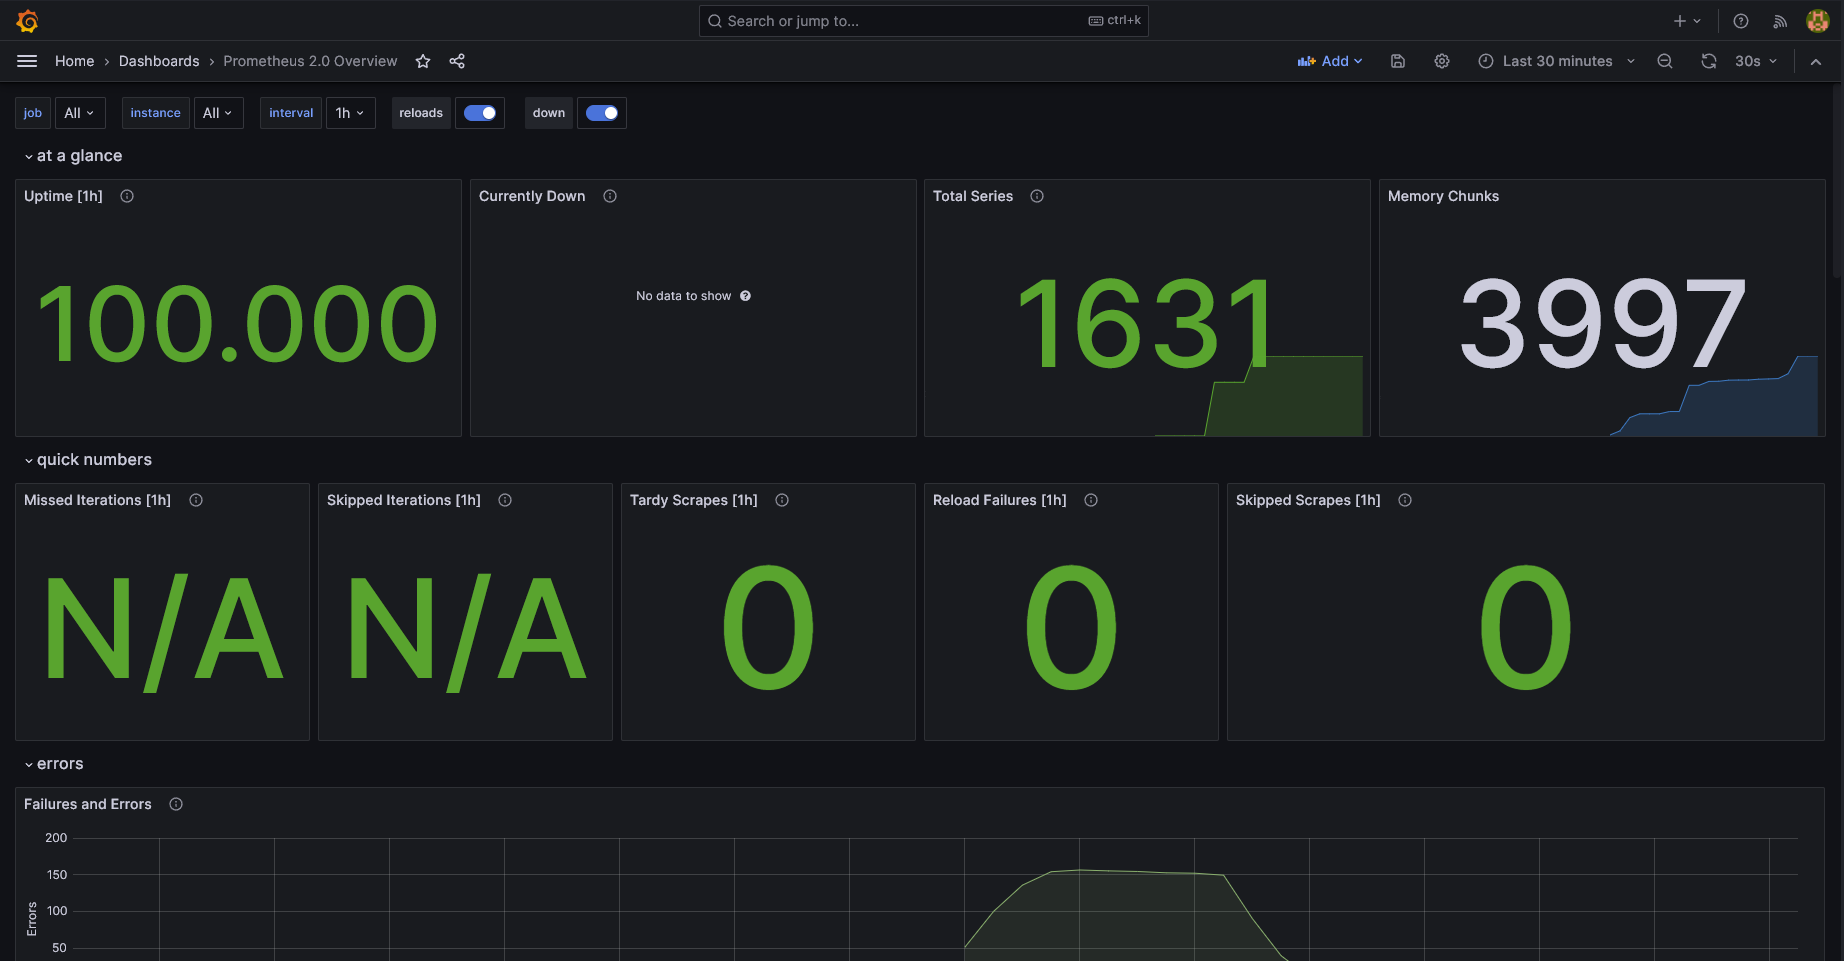 Search or jump to...
ctrl+k
Home › Dashboards › Prometheus 2.0 Overview
Add
Last 30 minutes
30s
job
All
instance
All
interval
1h
reloads
down
at a glance
Uptime [1h]
100.000
Currently Down
No data to show
Total Series
1631
Memory Chunks
3997
quick numbers
Missed Iterations [1h]
N/A
Skipped Iterations [1h]
N/A
Tardy Scrapes [1h]
0
Reload Failures [1h]
0
Skipped Scrapes [1h]
0
errors
Failures and Errors
200
150
100
50
Errors